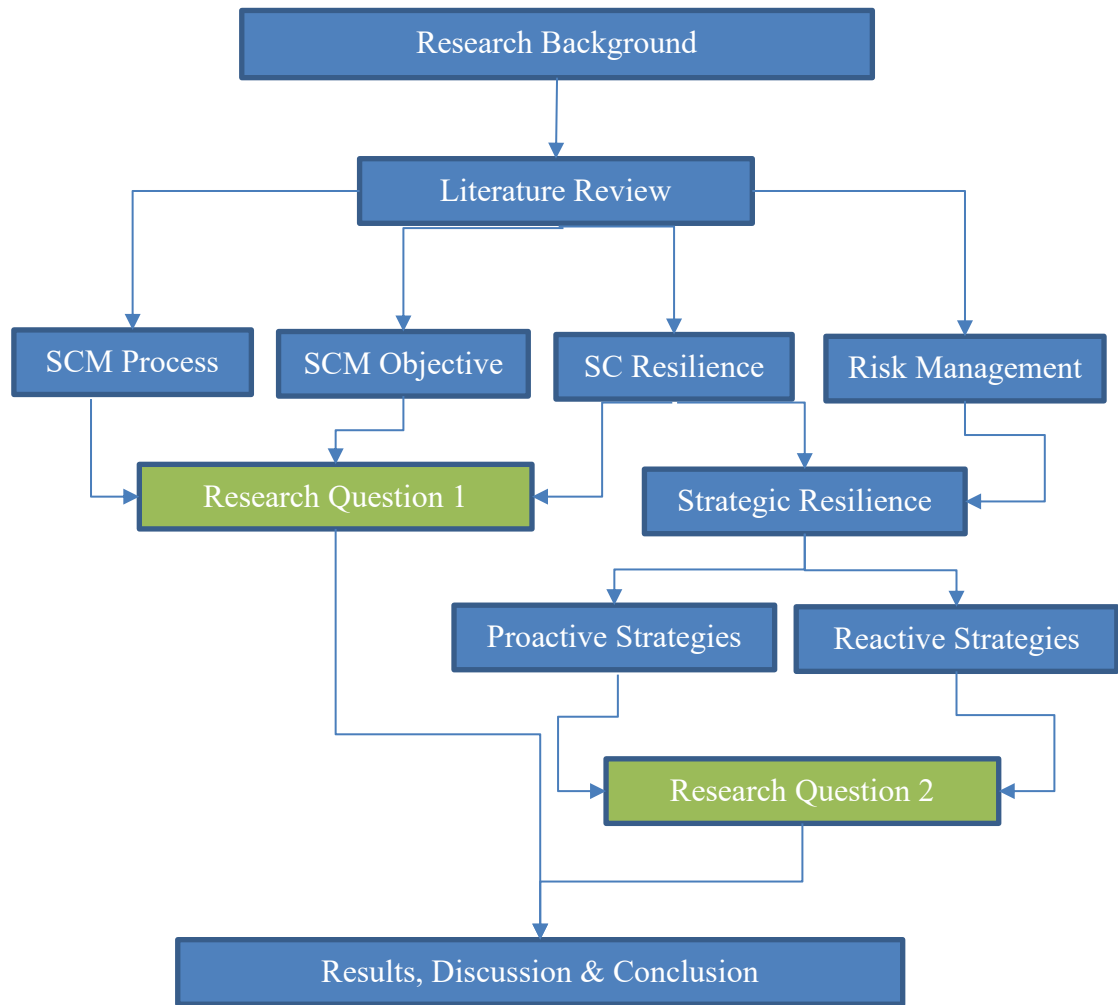 Research Background
Literature Review
SCM Process
SCM Objective
SC Resilience
Risk Management
Research Question 1
Strategic Resilience
Proactive Strategies
Reactive Strategies
Research Question 2
Results, Discussion & Conclusion